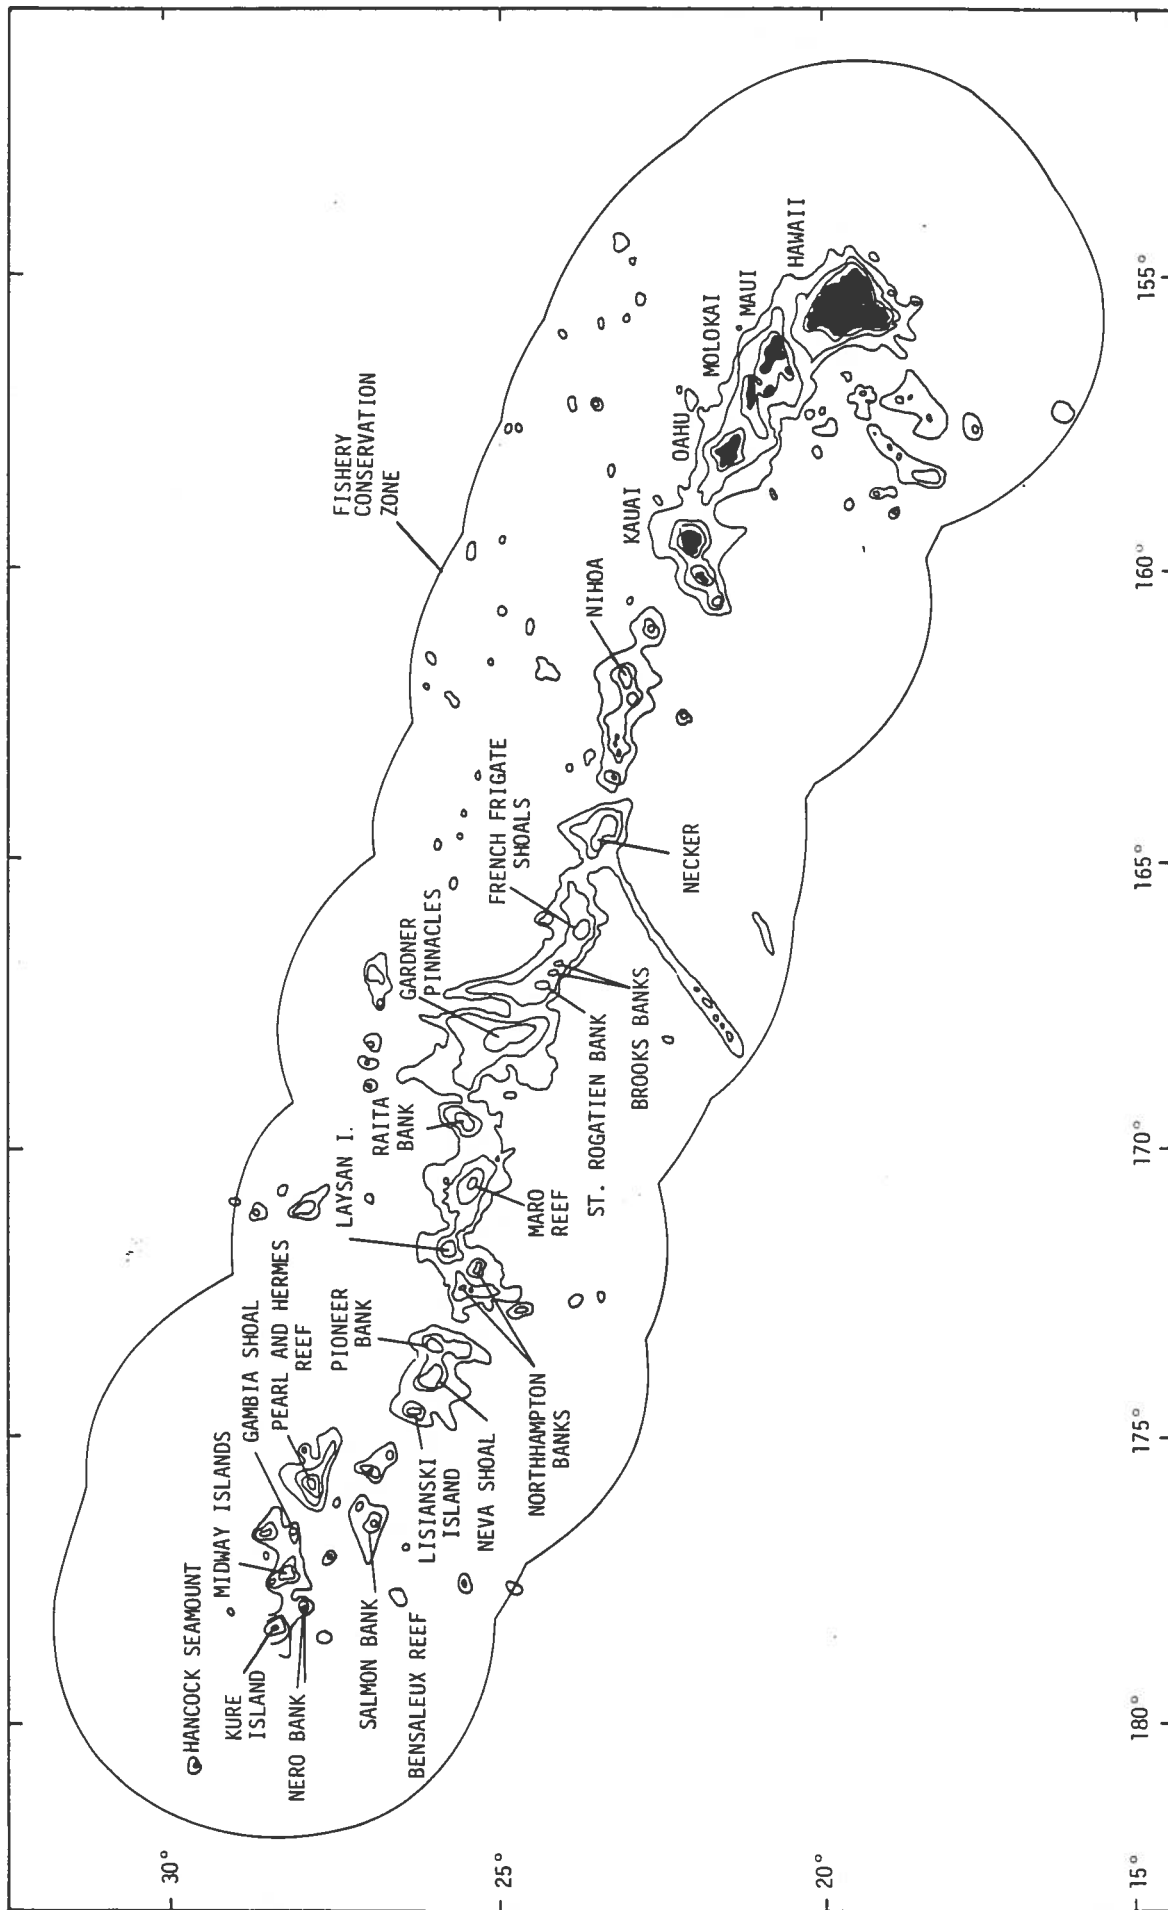 30°
25°
20°
15°
180°
175°
170°
165°
160°
155°
HANCOCK SEAMOUNT
KURE
ISLAND
MIDWAY ISLANDS
NERO BANK
GAMBIA SHOAL
PEARL AND HERMES
REEF
SALMON BANK
BENSALEUX REEF
PIONEER
BANK
LISIANSKI
ISLAND
NEVA SHOAL
NORTHHAMPTON
BANKS
LAYSAN I.
MARO
REEF
RAITA
BANK
GARDNER
PINNACLES
ST. ROGATIEN BANK
BROOKS BANKS
FRENCH FRIGATE
SHOALS
NECKER
NIHOA
FISHERY
CONSERVATION
ZONE
KAUAI
OAHU
MOLOKAI
MAUI
HAWAII